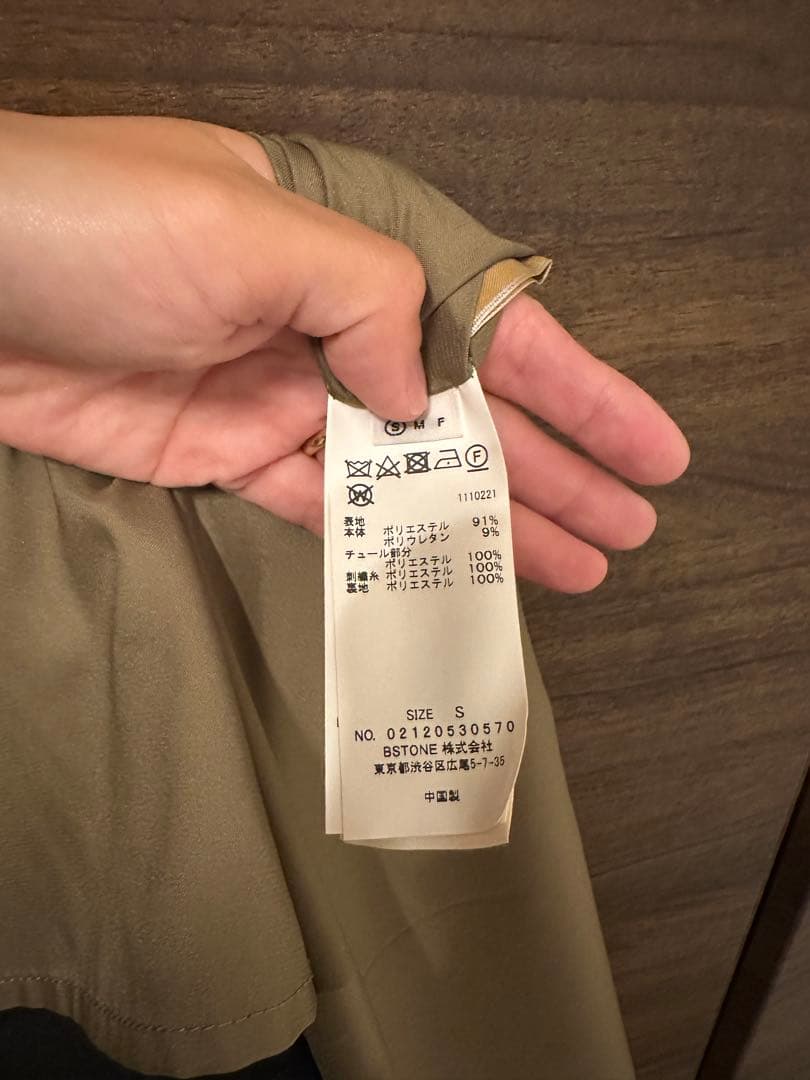 S M F
F
W
1110221
表地
本体 ポリエステル 91%
ポリウレタン 9%
チュール部分
ポリエステル 100%
刺繍糸 ポリエステル 100%
裏地 ポリエステル 100%
SIZE S
NO. 02120530570
BSTONE 株式会社
東京都渋谷区広尾5-7-35
中国製